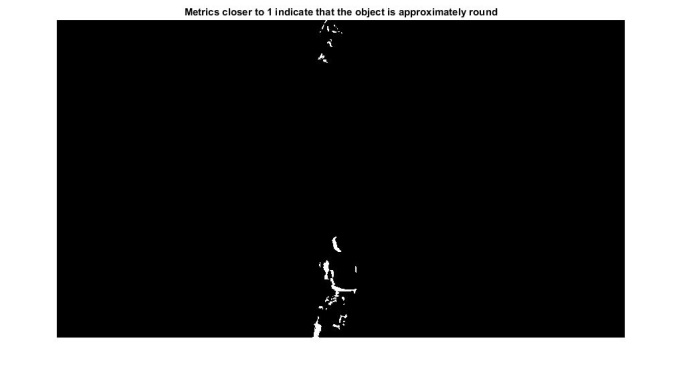 Metrics closer to 1 indicate that the object is approximately round